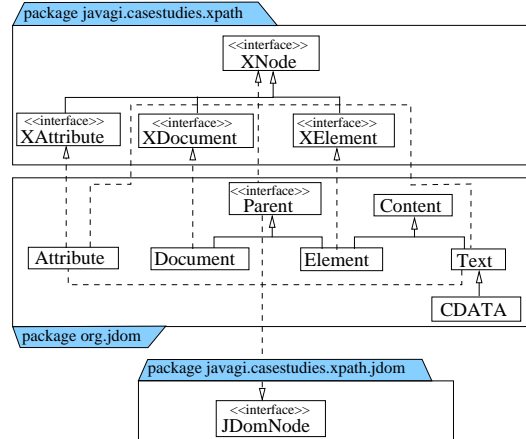 package javagi.casestudies.xpath
<<interface>>
XNode
<<interface>> <<interface>> <<interface>>
XAttribute XDocument XElement
<<interface>>
Parent Content
Attribute Document Element Text
CDATA
package org.jdom
package javagi.casestudies.xpath.jdom
<<interface>>
JDomNode